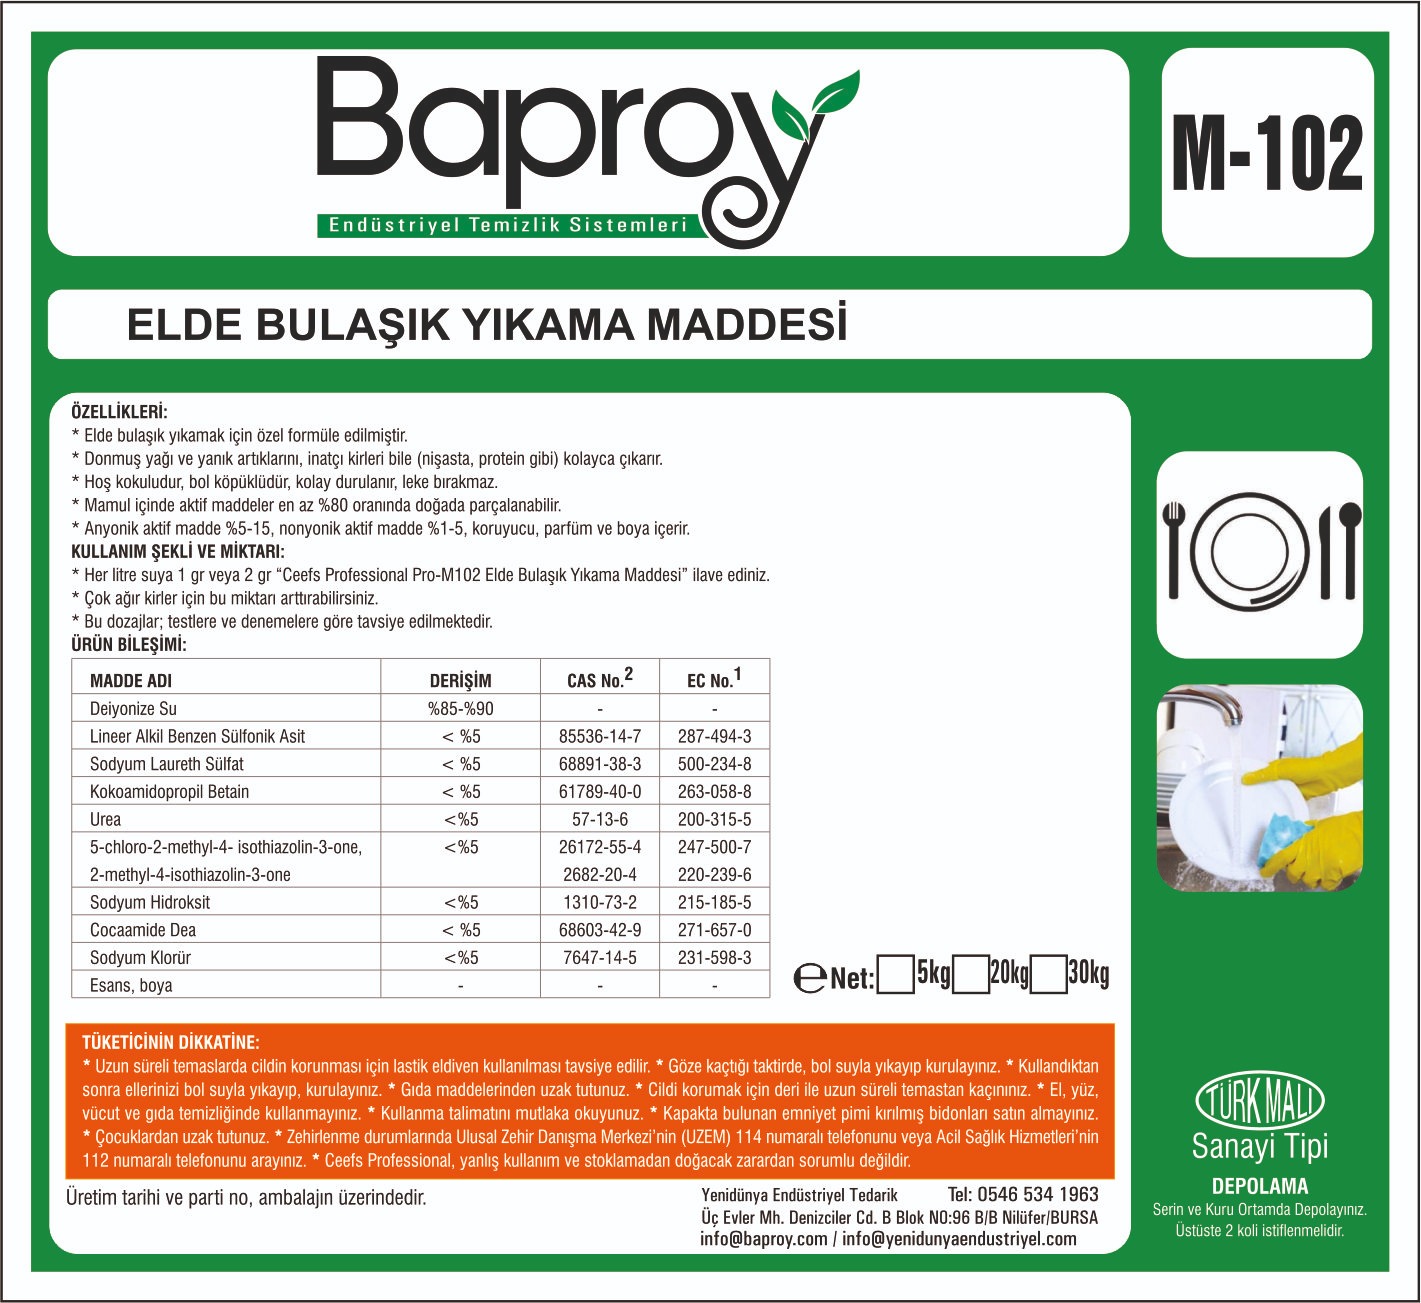 Baproy
Endüstriyel Temizlik Sistemleri
M-102
ELDE BULAŞIK YIKAMA MADDESİ
ÖZELLİKLERİ:
* Elde bulaşık yıkamak için özel formüle edilmiştir.
* Donmuş yağı ve yanık artıklarını, inatçı kirleri bile (nişasta, protein gibi) kolayca çıkarır.
* Hoş kokuludur, bol köpüklüdür, kolay durulanır, leke bırakmaz.
* Mamul içinde aktif maddeler en az %80 oranında doğada parçalanabilir.
* Anyonik aktif madde %5-15, nonyonik aktif madde %1-5, koruyucu, parfüm ve boya içerir.
KULLANIM ŞEKLİ VE MİKTARI:
* Her litre suya 1 gr veya 2 gr “Ceefs Professional Pro-M102 Elde Bulaşık Yıkama Maddesi” ilave ediniz.
* Çok ağır kirler için bu miktarı arttırabilirsiniz.
* Bu dozajlar; testlere ve denemelere göre tavsiye edilmektedir.
ÜRÜN BİLEŞİMİ:
MADDE ADI DERİŞİM CAS No.2 EC No.1
Deiyonize Su %85-%90 - -
Lineer Alkil Benzen Sülfonik Asit < %5 85536-14-7 287-494-3
Sodyum Laureth Sülfat < %5 68891-38-3 500-234-8
Kokoamidopropil Betain < %5 61789-40-0 263-058-8
Urea <%5 57-13-6 200-315-5
5-chloro-2-methyl-4- isothiazolin-3-one, <%5 26172-55-4 247-500-7
2-methyl-4-isothiazolin-3-one 2682-20-4 220-239-6
Sodyum Hidroksit <%5 1310-73-2 215-185-5
Cocaamide Dea < %5 68603-42-9 271-657-0
Sodyum Klorür <%5 7647-14-5 231-598-3
Esans, boya - - -
e Net: 5kg 20kg 30kg
TÜKETİCİNİN DİKKATİNE:
* Uzun süreli temaslarda cildin korunması için lastik eldiven kullanılması tavsiye edilir. * Göze kaçtığı taktirde, bol suyla yıkayıp kurulayınız. * Kullandıktan
sonra ellerinizi bol suyla yıkayıp, kurulayınız. * Gıda maddelerinden uzak tutunuz. * Cildi korumak için deri ile uzun süreli temastan kaçınınız. * El, yüz,
vücut ve gıda temizliğinde kullanmayınız. * Kullanma talimatını mutlaka okuyunuz. * Kapakta bulunan emniyet pimi kırılmış bidonları satın almayınız.
* Çocuklardan uzak tutunuz. * Zehirlenme durumlarında Ulusal Zehir Danışma Merkezi’nin (UZEM) 114 numaralı telefonunu veya Acil Sağlık Hizmetleri’nin
112 numaralı telefonunu arayınız. * Ceefs Professional, yanlış kullanım ve stoklamadan doğacak zarardan sorumlu değildir.
Üretim tarihi ve parti no, ambalajın üzerindedir.
Yenidünya Endüstriyel Tedarik Tel: 0546 534 1963
Üç Evler Mh. Denizciler Cd. B Blok NO:96 B/B Nilüfer/BURSA
info@baproy.com / info@yenidunyaendustriyel.com
TÜRK MALI
Sanayi Tipi
DEPOLAMA
Serin ve Kuru Ortamda Depolayınız.
Üstüste 2 koli istiflenmelidir.